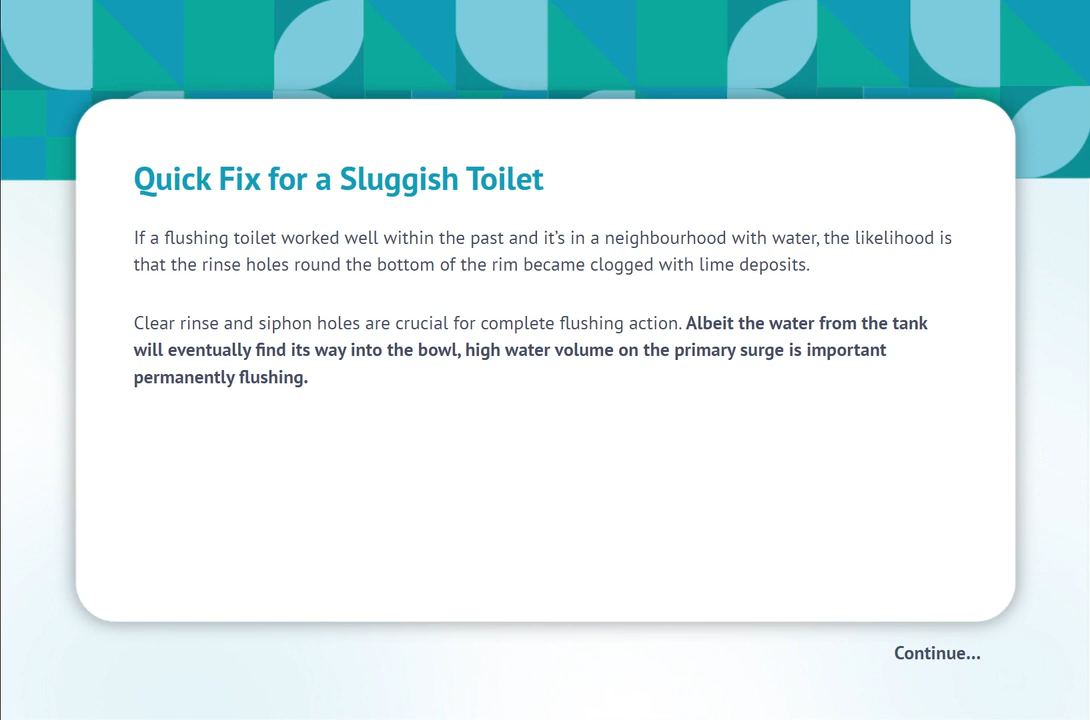 Quick Fix for a Sluggish Toilet
If a flushing toilet worked well within the past and it's in a neighbourhood with water, the likelihood is
that the rinse holes round the bottom of the rim became clogged with lime deposits.
Clear rinse and siphon holes are crucial for complete flushing action. Albeit the water from the tank
will eventually find its way into the bowl, high water volume on the primary surge is important
permanently flushing.
Continue...